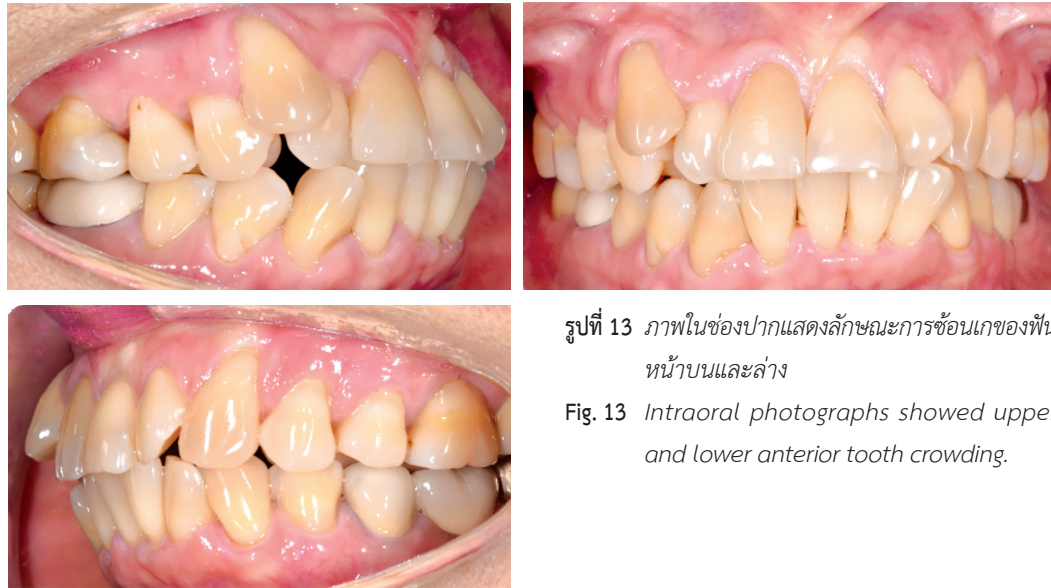 รูปที่ 13 ภาพในช่องปากแสดงลักษณะการซ้อนเกของฟัน
หน้าบนและล่าง
Fig. 13 Intraoral photographs showed uppe
and lower anterior tooth crowding.